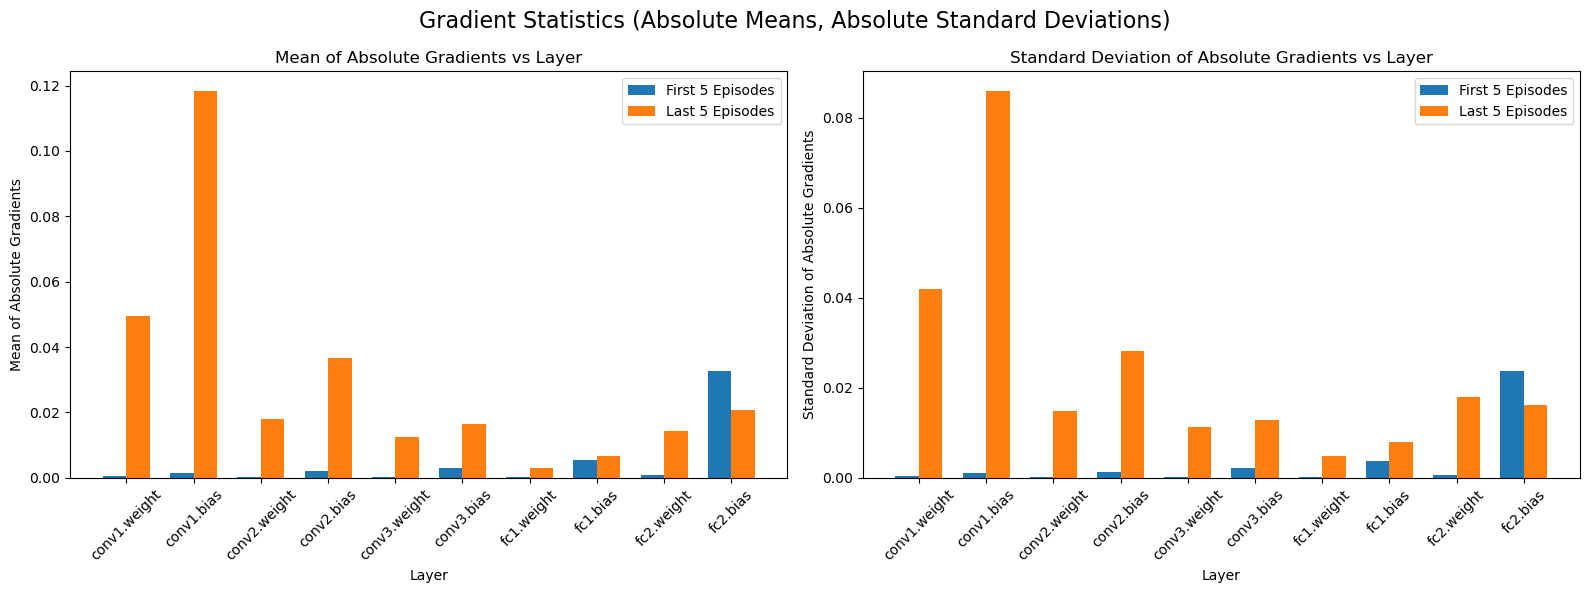 Gradient Statistics (Absolute Means, Absolute Standard Deviations)
Mean of Absolute Gradients vs Layer
Mean of Absolute Gradients
0.12
0.10
0.08
0.06
0.04
0.02
0.00
First 5 Episodes
Last 5 Episodes
conv1.weight
conv1.bias
conv2.weight
conv2.bias
conv3.weight
conv3.bias
fc1.weight
fc1.bias
fc2.weight
fc2.bias
Layer
Standard Deviation of Absolute Gradients vs Layer
Standard Deviation of Absolute Gradients
0.08
0.06
0.04
0.02
0.00
First 5 Episodes
Last 5 Episodes
conv1.weight
conv1.bias
conv2.weight
conv2.bias
conv3.weight
conv3.bias
fc1.weight
fc1.bias
fc2.weight
fc2.bias
Layer